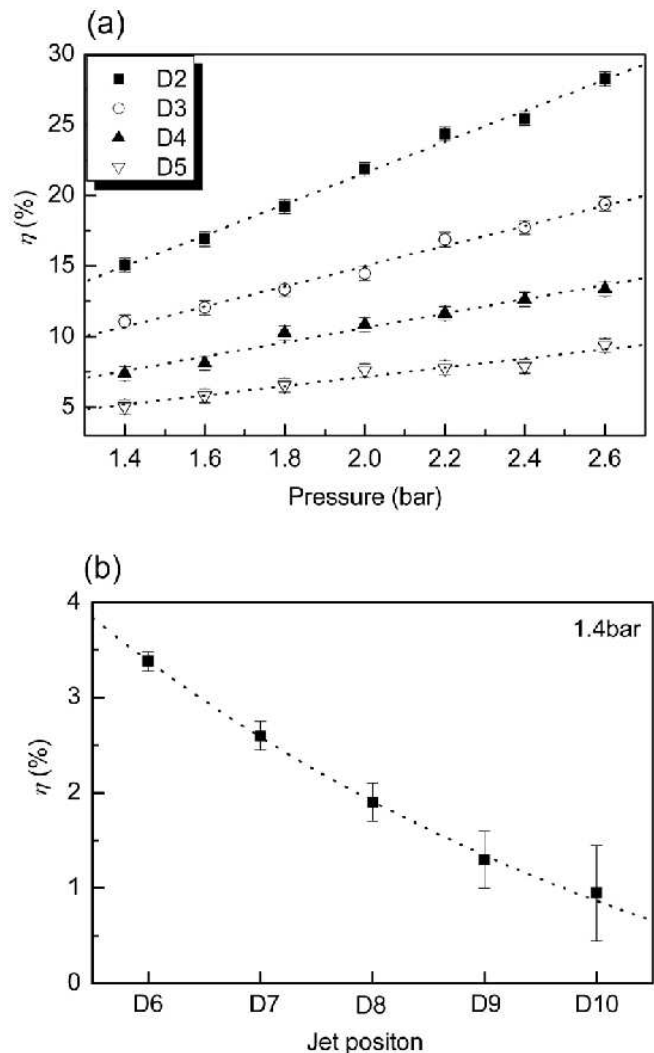 (a)
30
25
20
15
10
5
η (%)
D2
D3
D4
D5
1.4 1.6 1.8 2.0 2.2 2.4 2.6
Pressure (bar)
(b)
4
3
2
1
0
η (%)
1.4bar
D6 D7 D8 D9 D10
Jet positon